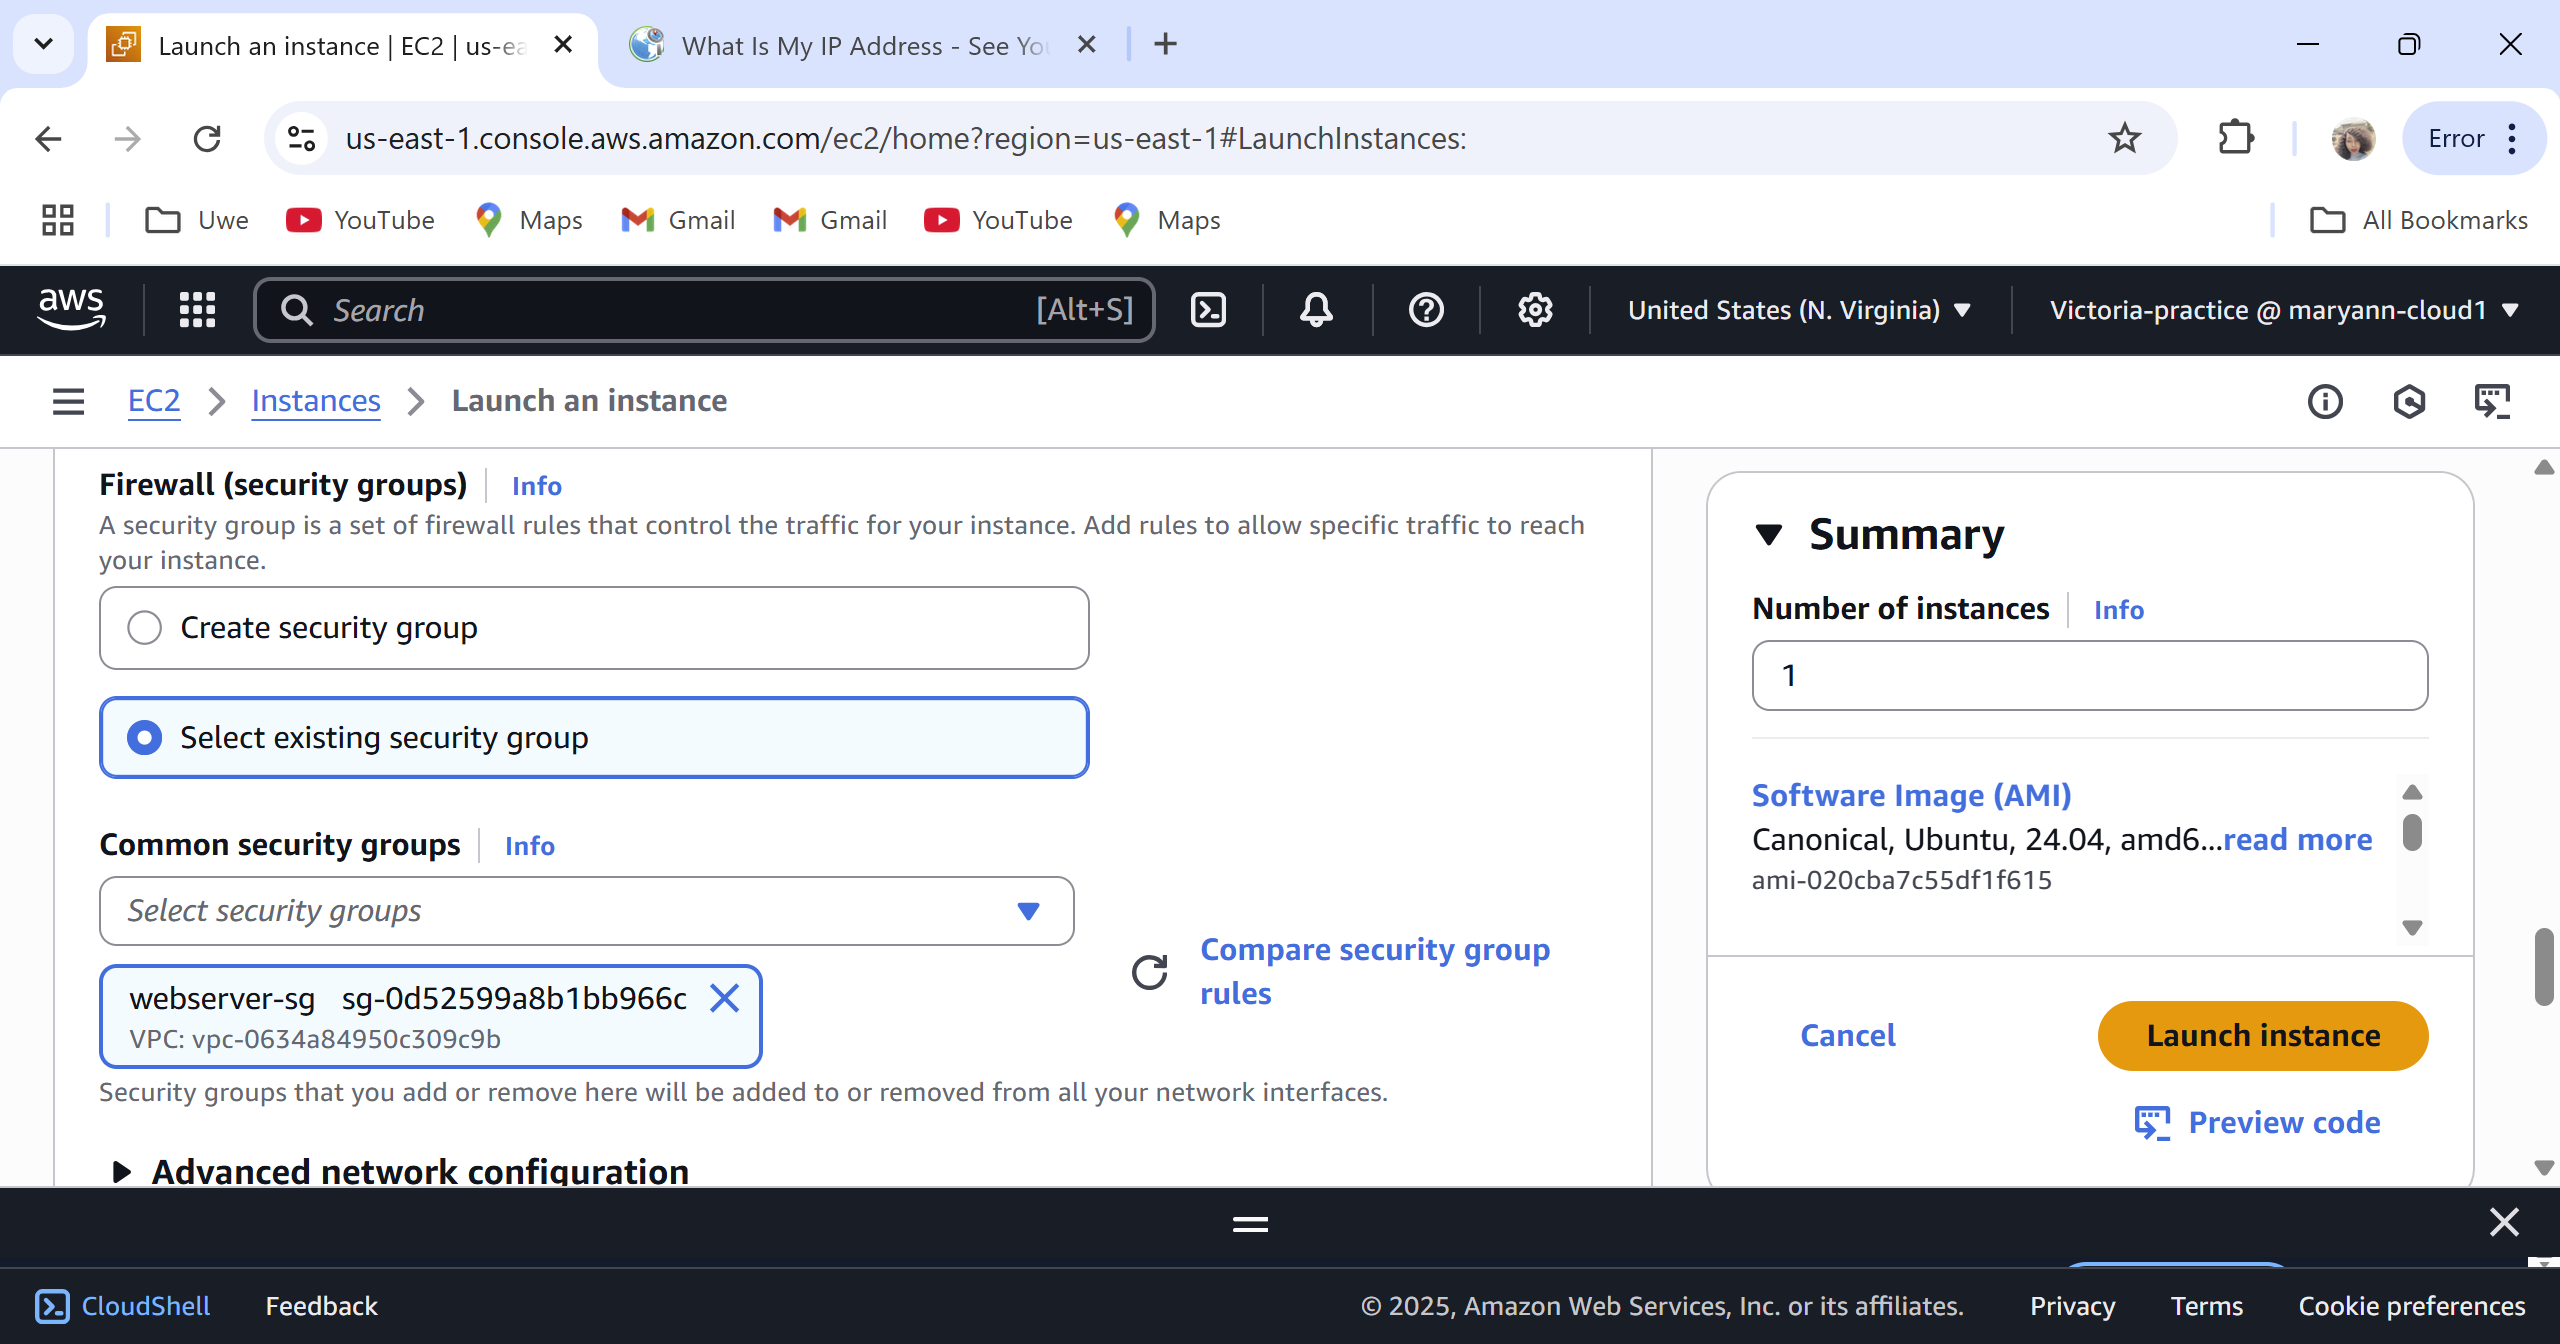 Launch an instance | EC2 | us-ea
What Is My IP Address - See Yo
us-east-1.console.aws.amazon.com/ec2/home?region=us-east-1#LaunchInstances:
Error
Uwe
YouTube
Maps
Gmail
Gmail
YouTube
Maps
All Bookmarks
aws
Search
[Alt+S]
United States (N. Virginia)
Victoria-practice @ maryann-cloud1
EC2
Instances
Launch an instance
Firewall (security groups)
Info
A security group is a set of firewall rules that control the traffic for your instance. Add rules to allow specific traffic to reach
your instance.
Create security group
Select existing security group
Common security groups
Info
Select security groups
webserver-sg sg-0d52599a8b1bb966c
VPC: vpc-0634a84950c309c9b
Compare security group
rules
Security groups that you add or remove here will be added to or removed from all your network interfaces.
Advanced network configuration
Summary
Number of instances
Info
1
Software Image (AMI)
Canonical, Ubuntu, 24.04, amd6...read more
ami-020cba7c55df1f615
Cancel
Launch instance
Preview code
CloudShell
Feedback
© 2025, Amazon Web Services, Inc. or its affiliates.
Privacy
Terms
Cookie preferences